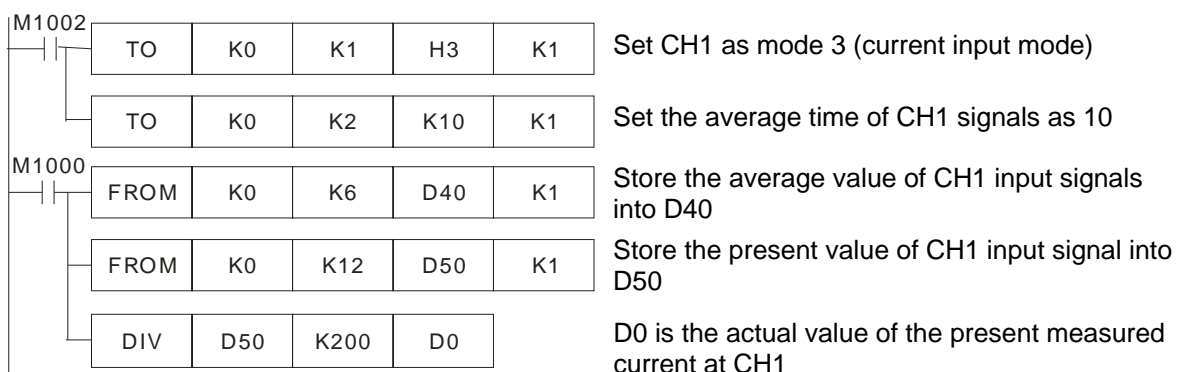 M1002
TO K0 K1 H3 K1 Set CH1 as mode 3 (current input mode)
TO K0 K2 K10 K1 Set the average time of CH1 signals as 10
M1000
FROM K0 K6 D40 K1 Store the average value of CH1 input signals
into D40
FROM K0 K12 D50 K1 Store the present value of CH1 input signal into
D50
DIV D50 K200 D0 D0 is the actual value of the present measured
current at CH1